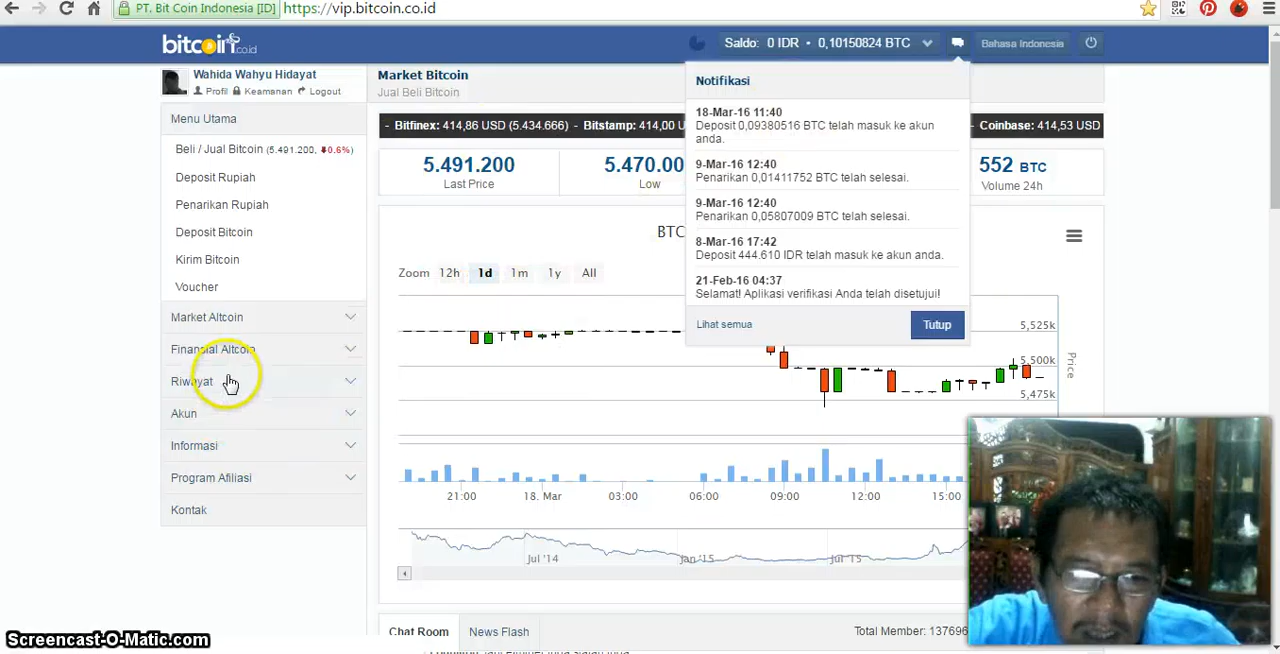 PT. Bit Coin Indonesia [ID]
https://vip.bitcoin.co.id
bitcoin.co.id
Saldo: 0 IDR • 0,10150824 BTC
Bahasa Indonesia
Wahida Wahyu Hidayat
Profil Keamanan Logout
Menu Utama
Beli / Jual Bitcoin (5.491.200, 0.6%)
Deposit Rupiah
Penarikan Rupiah
Deposit Bitcoin
Kirim Bitcoin
Voucher
Market Altcoin
Finansial Altcoin
Riwayat
Akun
Informasi
Program Afiliasi
Kontak
Market Bitcoin
Jual Beli Bitcoin
- Bitfinex: 414,86 USD (5.434.666) - Bitstamp: 414,00 U
- Coinbase: 414,53 USD
5.491.200
Last Price
5.470.00
Low
552 BTC
Volume 24h
Notifikasi
18-Mar-16 11:40
Deposit 0,09380516 BTC telah masuk ke akun
anda.
9-Mar-16 12:40
Penarikan 0,01411752 BTC telah selesai.
9-Mar-16 12:40
Penarikan 0,05807009 BTC telah selesai.
8-Mar-16 17:42
Deposit 444.610 IDR telah masuk ke akun anda.
21-Feb-16 04:37
Selamat! Aplikasi verifikasi Anda telah disetujui!
Lihat semua
Tutup
BTC
Zoom 12h 1d 1m 1y All
5,525k
5,500k
5,475k
Price
21:00 18. Mar 03:00 06:00 09:00 12:00 15:00
Jul '14 Jan '15 Jul '15
Chat Room
News Flash
Total Member: 137696
Screencast-O-Matic.com